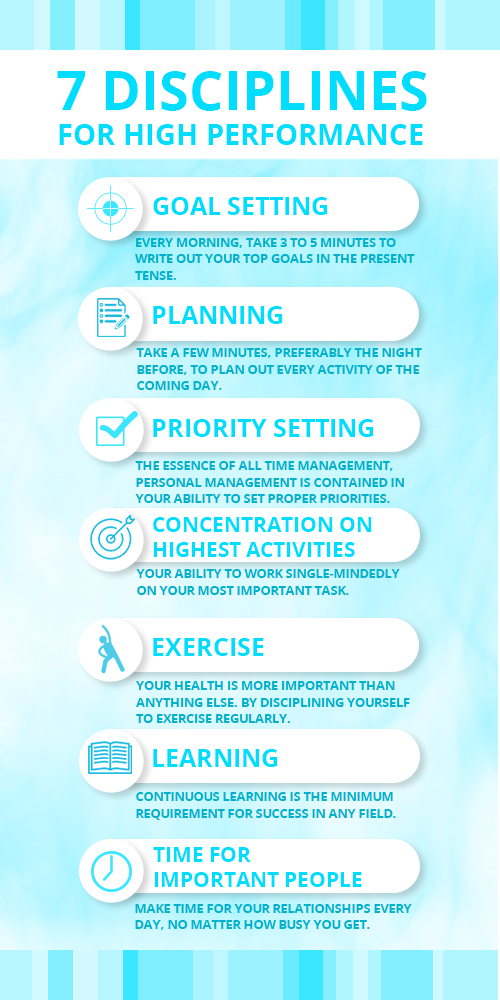 7 DISCIPLINES
FOR HIGH PERFORMANCE
GOAL SETTING
EVERY MORNING, TAKE 3 TO 5 MINUTES TO
WRITE OUT YOUR TOP GOALS IN THE PRESENT
TENSE.
PLANNING
TAKE A FEW MINUTES, PREFERABLY THE NIGHT
BEFORE, TO PLAN OUT EVERY ACTIVITY OF THE
COMING DAY.
PRIORITY SETTING
THE ESSENCE OF ALL TIME MANAGEMENT,
PERSONAL MANAGEMENT IS CONTAINED IN
YOUR ABILITY TO SET PROPER PRIORITIES.
CONCENTRATION ON
HIGHEST ACTIVITIES
YOUR ABILITY TO WORK SINGLE-MINDEDLY
ON YOUR MOST IMPORTANT TASK.
EXERCISE
YOUR HEALTH IS MORE IMPORTANT THAN
ANYTHING ELSE. BY DISCIPLINING YOURSELF
TO EXERCISE REGULARLY.
LEARNING
CONTINUOUS LEARNING IS THE MINIMUM
REQUIREMENT FOR SUCCESS IN ANY FIELD.
TIME FOR
IMPORTANT PEOPLE
MAKE TIME FOR YOUR RELATIONSHIPS EVERY
DAY, NO MATTER HOW BUSY YOU GET.